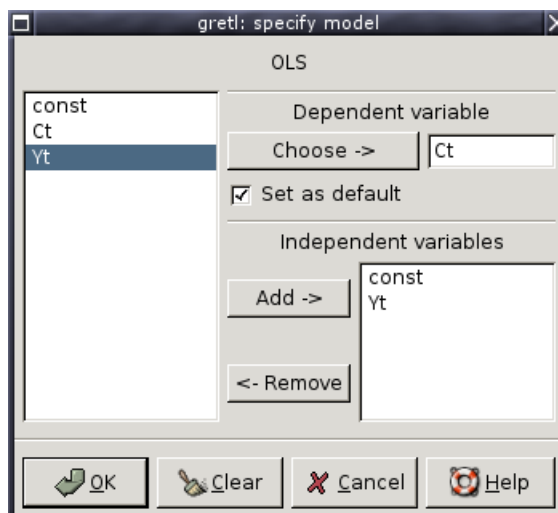 gretl: specify model
OLS
const
Ct
Yt
Dependent variable
Choose ->
Ct
Set as default
Independent variables
Add ->
const
Yt
<- Remove
OK
Clear
Cancel
Help